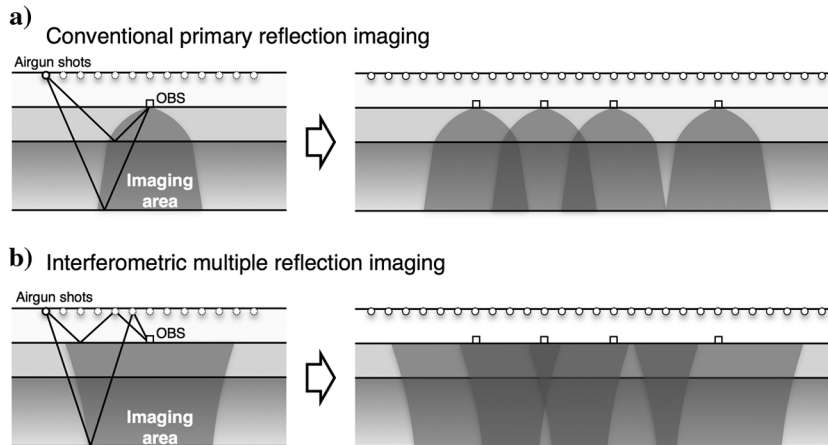 a)
Conventional primary reflection imaging
Airgun shots
OBS
Imaging
area
b)
Interferometric multiple reflection imaging
Airgun shots
OBS
Imaging
area